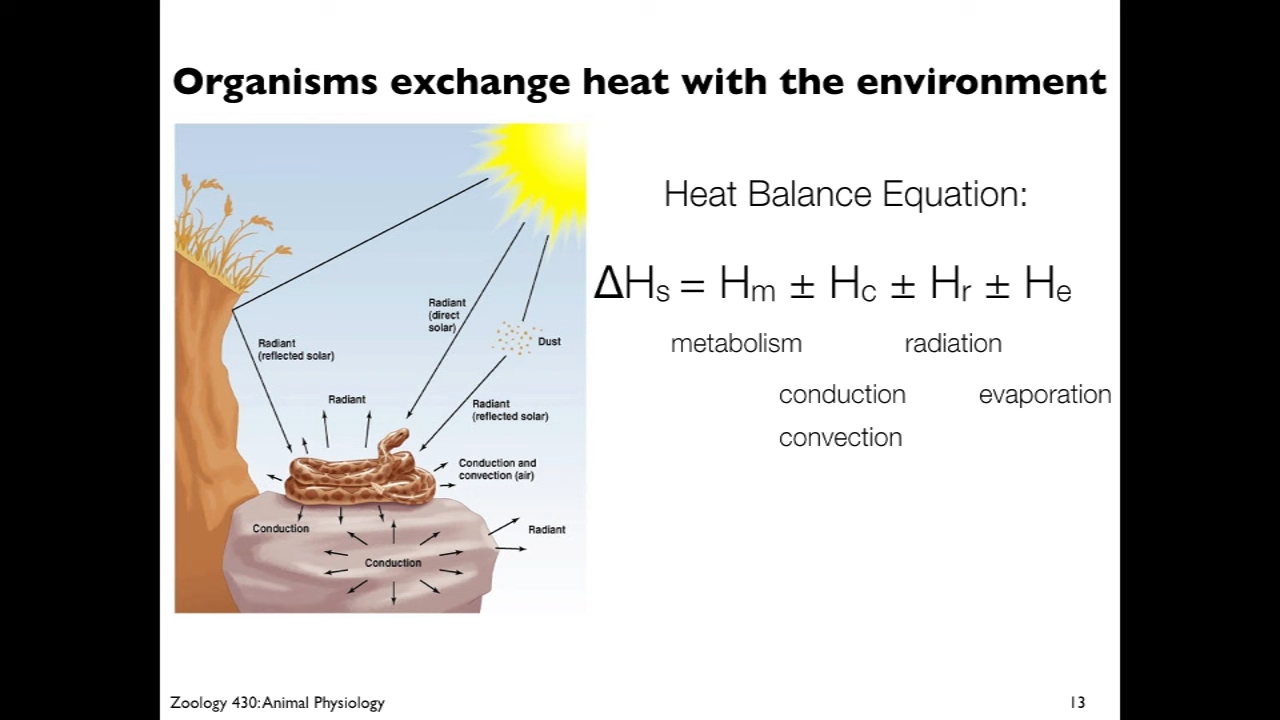 Organisms exchange heat with the environment
Radiant
(direct
solar)
Dust
Radiant
(reflected solar)
Radiant
Radiant
(reflected solar)
Conduction and
convection (air)
Conduction
Radiant
Conduction
Heat Balance Equation:
ΔHs = Hm ± Hc ± Hr ± He
metabolism radiation
conduction evaporation
convection
Zoology 430: Animal Physiology 13